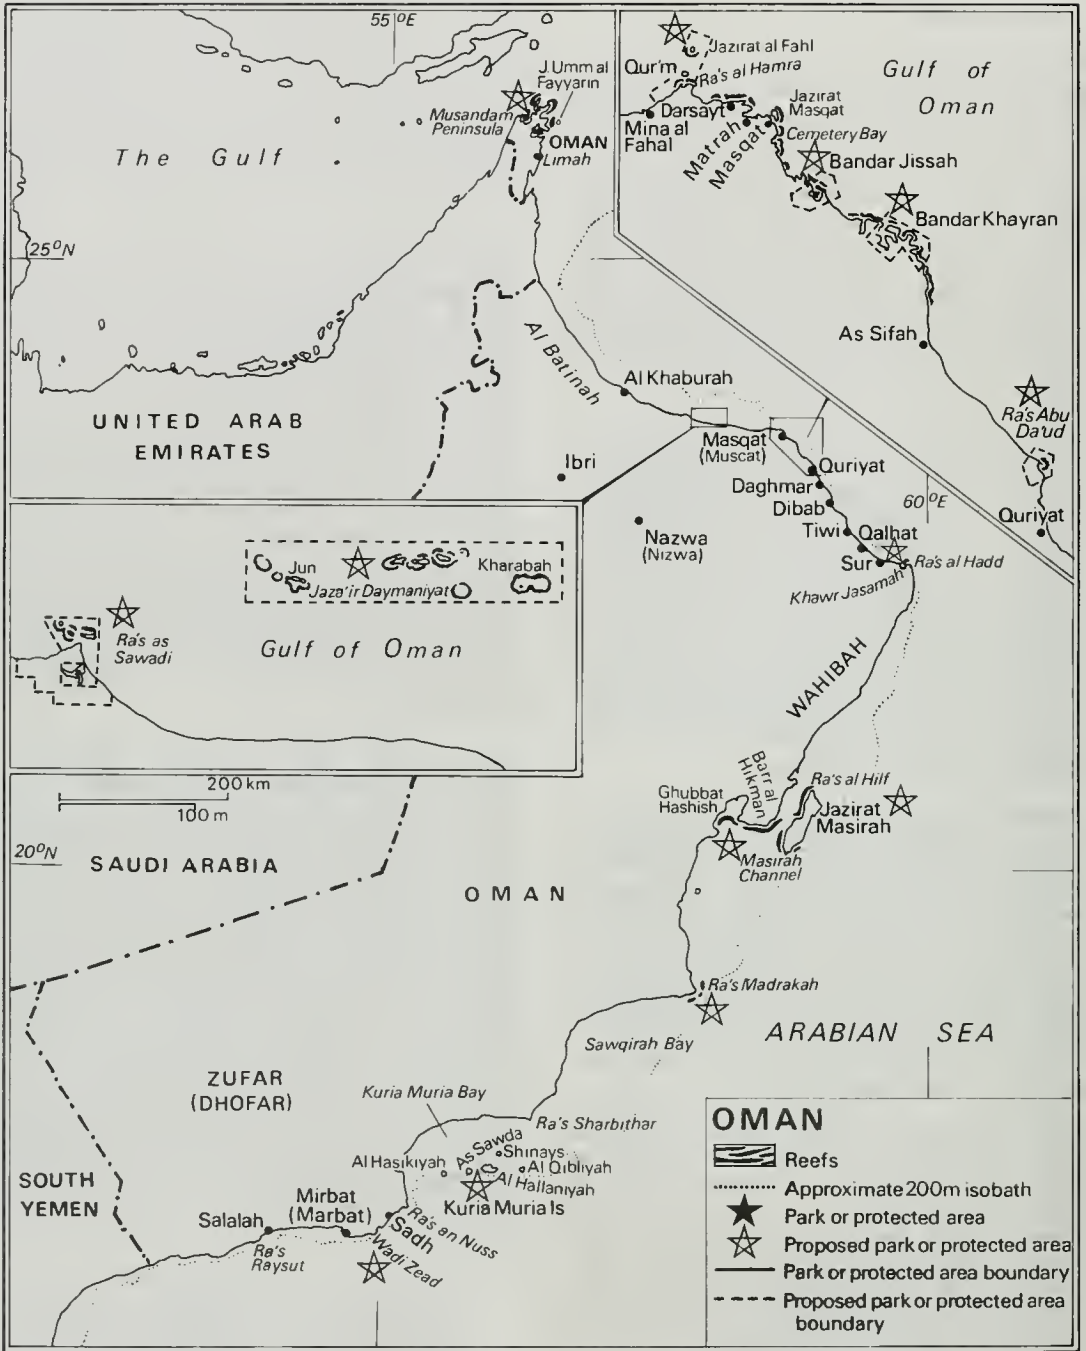 55°E
J.Umm al
Fayyarin
Musandam
Peninsula
OMAN
Limah
The Gulf
25°N
Al Batinah
Al Khaburah
UNITED ARAB
EMIRATES
Ibri
Masqat
(Muscat)
Quriyat
Daghmar
Dibab
Tiwi
Qalhat
Sur
60°E
Ra's al Hadd
Khawr Jasamah
Nazwa
(Nizwa)
Jazirat al Fahl
Qur'm
Ra's al Hamra
Gulf of
Oman
Darsayt
Mina al
Fahal
Matrah
Masqat
Jazirat
Masqat
Cemetery Bay
Bandar Jissah
Bandar Khayran
As Sifah
Ra's Abu
Da'ud
Quriyat
Jun
Kharabah
Jaza'ir Daymaniyat
Ra's as
Sawadi
Gulf of Oman
WAHIBAH
200 km
100 m
20°N
SAUDI ARABIA
OMAN
Ghubbat
Hashish
Barr al
Hikman
Ra's al Hilf
Jazirat
Masirah
Masirah
Channel
Ra's Madrakah
Sawqirah Bay
ARABIAN SEA
ZUFAR
(DHOFAR)
Kuria Muria Bay
Ra's Sharbithar
As Sawda
Shinays
Al Hasikiyah
Al Qibliyah
Al Hallaniyah
Kuria Muria Is
SOUTH
YEMEN
Mirbat
(Marbat)
Salalah
Sadh
Ra's an Nuss
Ra's
Raysut
Wadi Zead
OMAN
Reefs
Approximate 200m isobath
Park or protected area
Proposed park or protected area
Park or protected area boundary
Proposed park or protected area
boundary